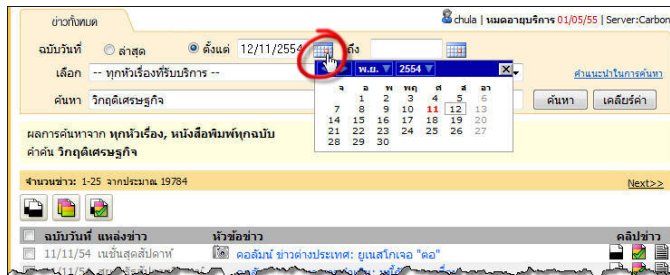 ข่าวทั้งหมด
chula | หมดอายุบริการ 01/05/55 | Server:Carbon
ฉบับวันที่ ล่าสุด ตั้งแต่ 12/11/2554 ถึง
เลือก -- ทุกหัวเรื่องที่รับบริการ --
พ.ย. 2554 X
คำแนะนำในการค้นหา
ค้นหา วิกฤติเศรษฐกิจ ค้นหา เคลียร์ค่า
จ อ พ พฤ ศ ส อา
1 2 3 4 5 6
7 8 9 10 11 12 13
14 15 16 17 18 19 20
21 22 23 24 25 26 27
28 29 30
ผลการค้นหาจาก ทุกหัวเรื่อง, หนังสือพิมพ์ทุกฉบับ
คำค้น วิกฤติเศรษฐกิจ
จำนวนข่าว: 1-25 จากประมาณ 19784 Next>>
ฉบับวันที่ แหล่งข่าว หัวข้อข่าว คลิปข่าว
11/11/54 เนชั่นสุดสัปดาห์ คอลัมน์ ข่าวต่างประเทศ: ยูเนสโกเจอ "ตอ"